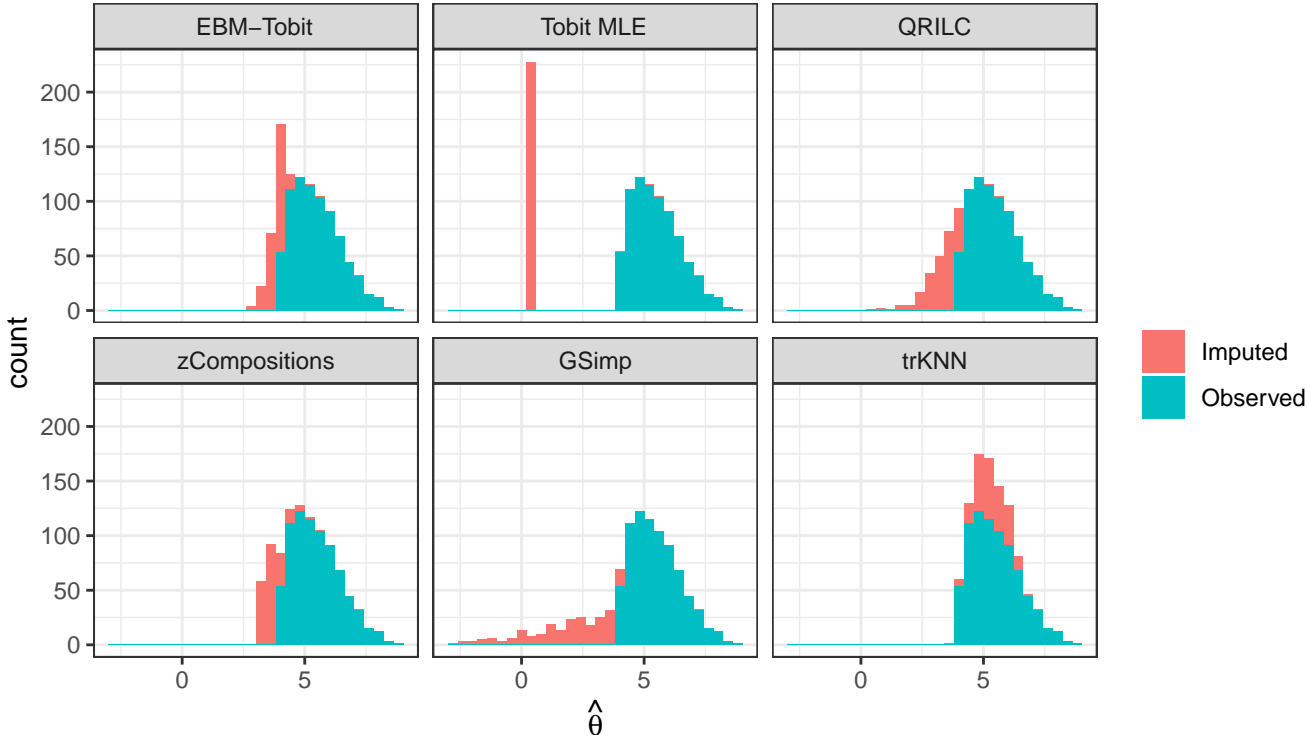 EBM−Tobit
Tobit MLE
QRILC
200
150
100
50
0
zCompositions
GSimp
trKNN
200
150
100
50
0
0 5
0 5
0 5
count
θ̂
Imputed
Observed